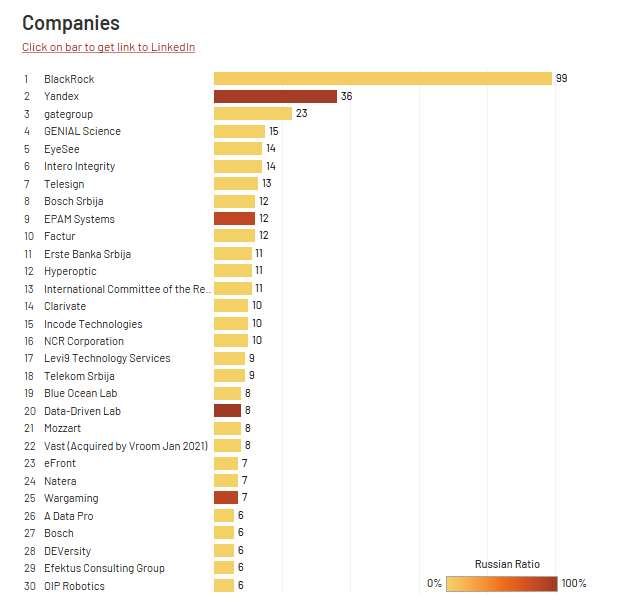 Companies
Click on bar to get link to LinkedIn
1 BlackRock 99
2 Yandex 36
3 gategroup 23
4 GENIAL Science 15
5 EyeSee 14
6 Intero Integrity 14
7 Telesign 13
8 Bosch Srbija 12
9 EPAM Systems 12
10 Factur 12
11 Erste Banka Srbija 11
12 Hyperoptic 11
13 International Committee of the Re.. 11
14 Clarivate 10
15 Incode Technologies 10
16 NCR Corporation 10
17 Levi9 Technology Services 9
18 Telekom Srbija 9
19 Blue Ocean Lab 8
20 Data-Driven Lab 8
21 Mozzart 8
22 Vast (Acquired by Vroom Jan 2021) 8
23 eFront 7
24 Natera 7
25 Wargaming 7
26 A Data Pro 6
27 Bosch 6
28 DEVersity 6
29 Efektus Consulting Group 6
30 OIP Robotics 6
Russian Ratio
0% 100%